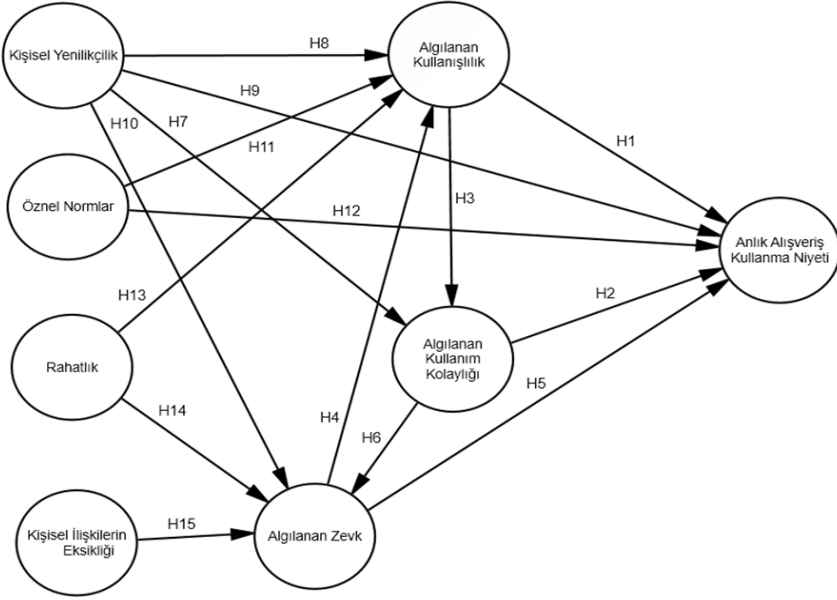 Kişisel Yenilikçilik
Algılanan
Kullanışlılık
H8
H9
H10
H7
H11
H1
Öznel Normlar
H12
H3
Anlık Alışveriş
Kullanma Niyeti
H13
H2
Rahatlık
Algılanan
Kullanım
Kolaylığı
H14
H4
H5
H6
Kişisel İlişkilerin
Eksikliği
H15
Algılanan Zevk